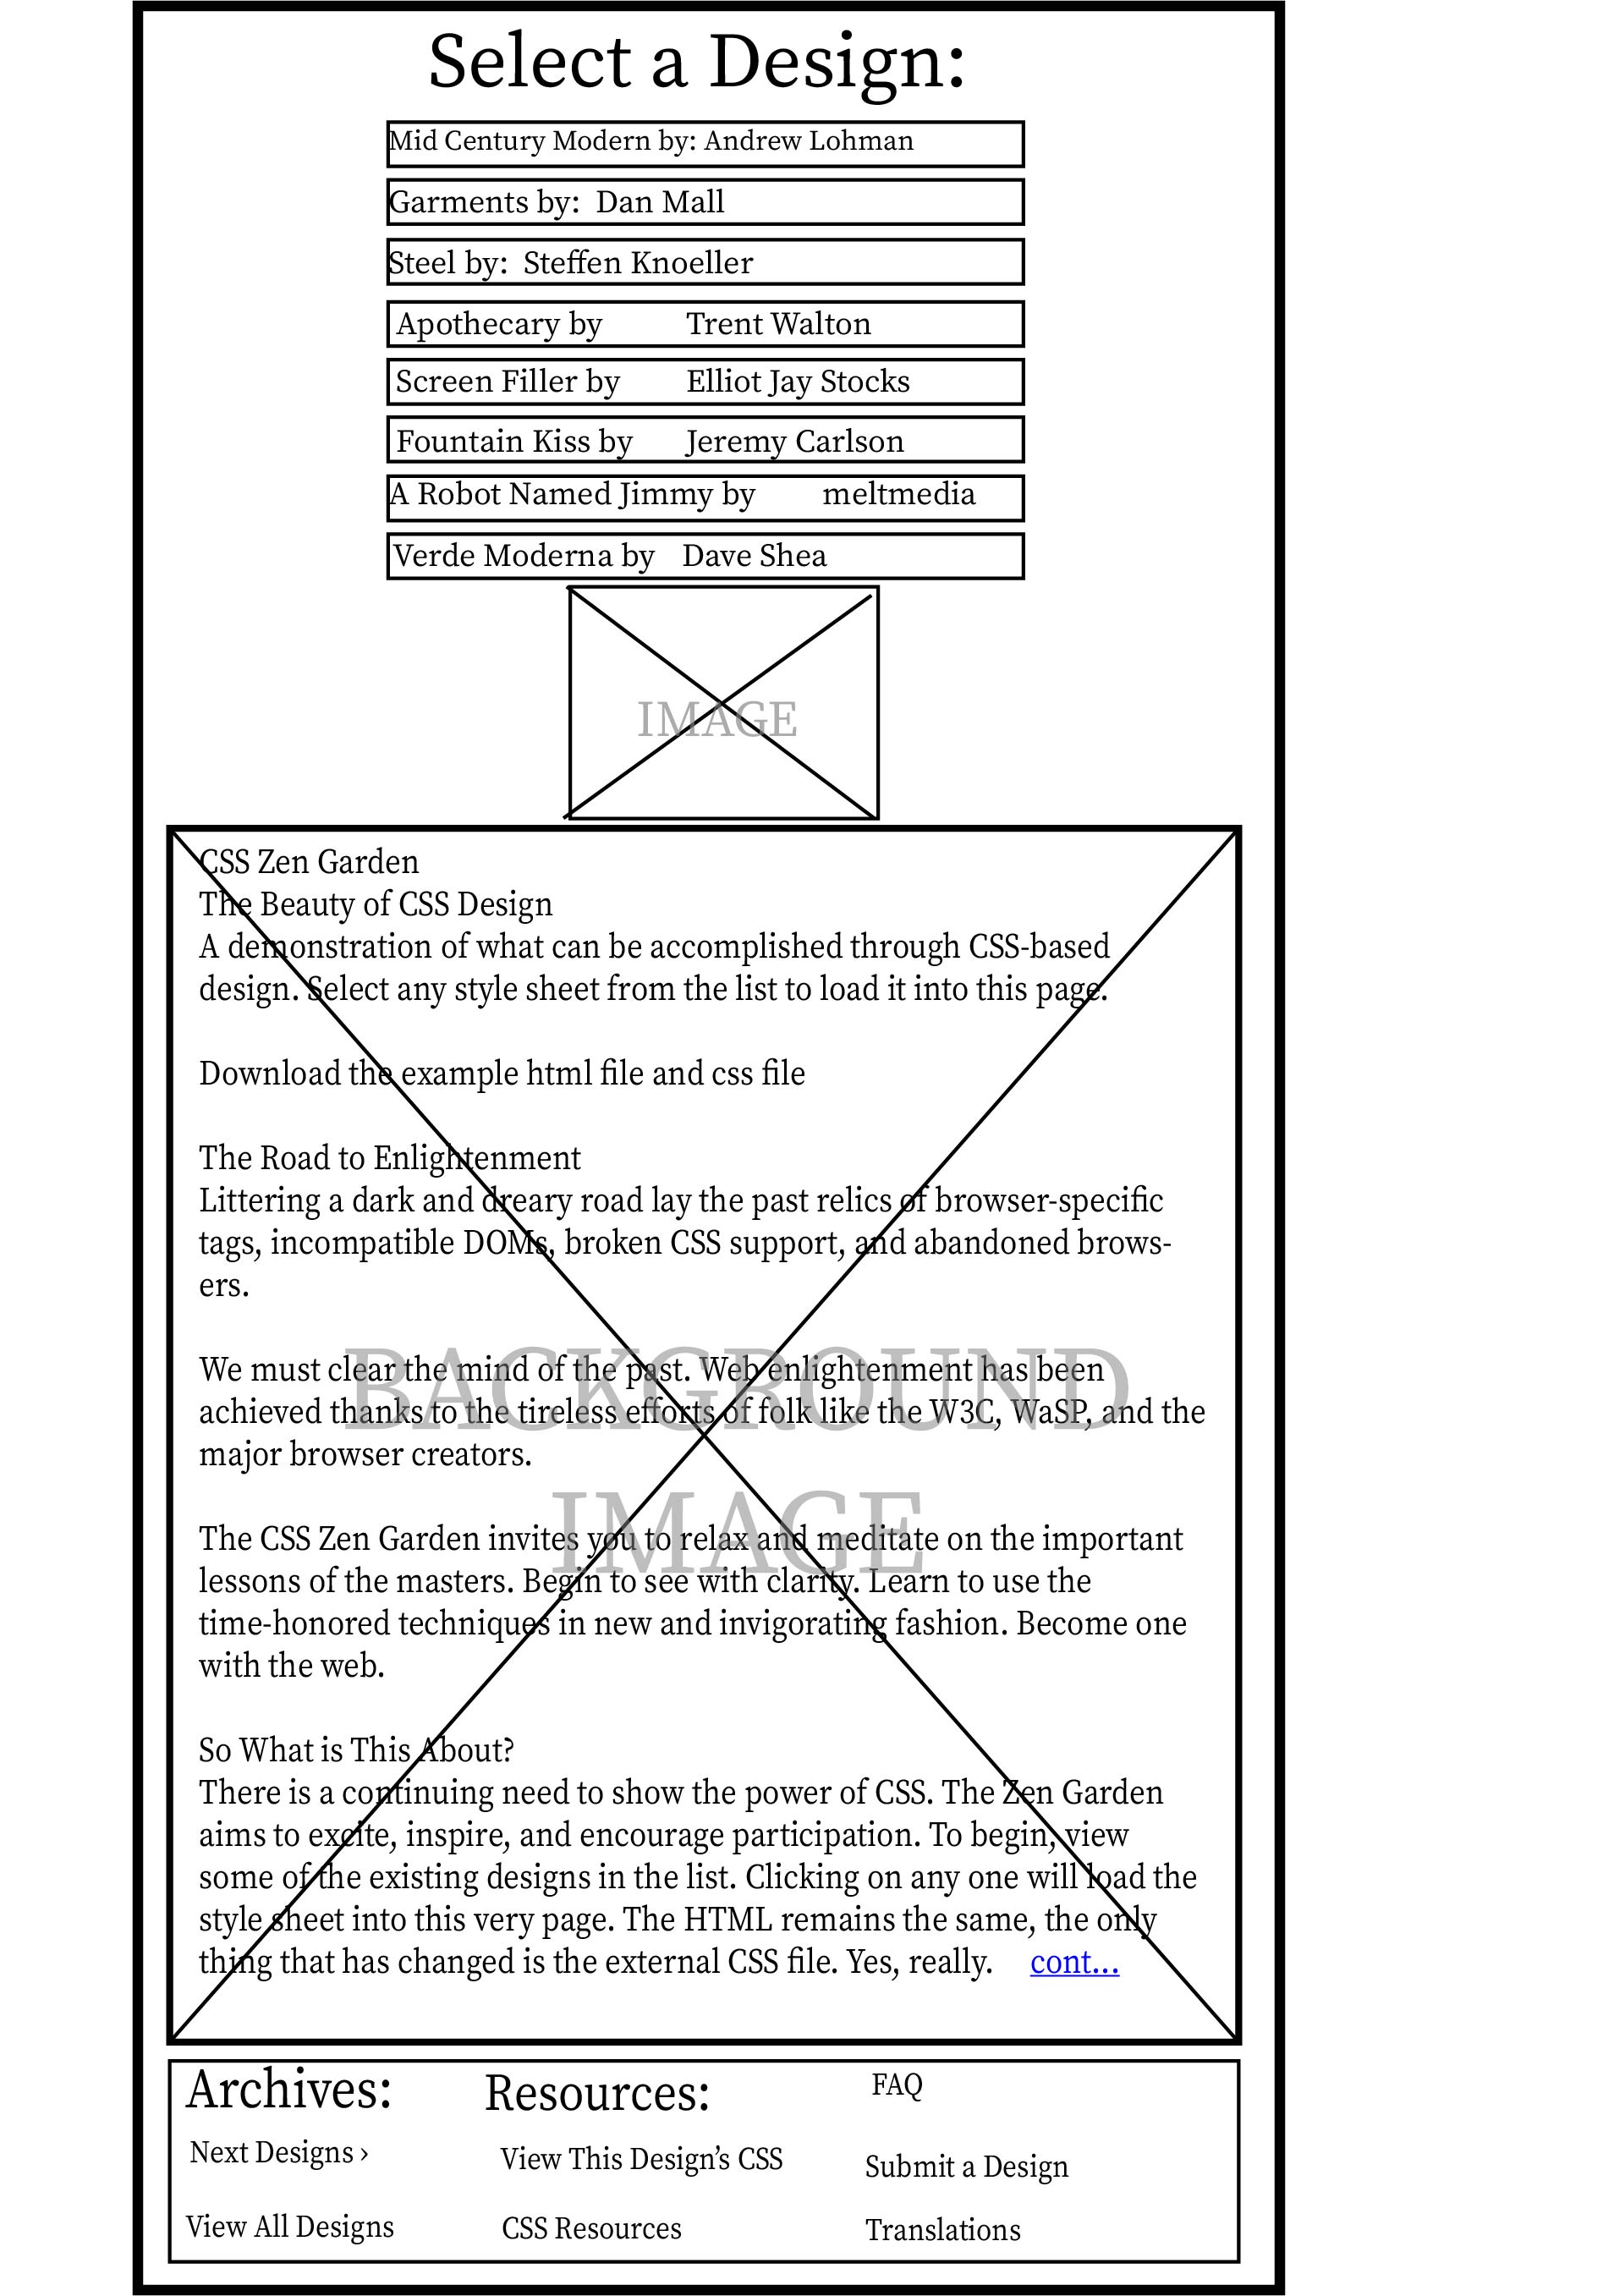 Select a Design:
Mid Century Modern by: Andrew Lohman
Garments by: Dan Mall
Steel by: Steffen Knoeller
Apothecary by Trent Walton
Screen Filler by Elliot Jay Stocks
Fountain Kiss by Jeremy Carlson
A Robot Named Jimmy by meltmedia
Verde Moderna by Dave Shea
IMAGE
CSS Zen Garden
The Beauty of CSS Design
A demonstration of what can be accomplished through CSS-based
design. Select any style sheet from the list to load it into this page.
Download the example html file and css file
The Road to Enlightenment
Littering a dark and dreary road lay the past relics of browser-specific
tags, incompatible DOMs, broken CSS support, and abandoned brows-
ers.
BACKGROUND
We must clear the mind of the past. Web enlightenment has been
achieved thanks to the tireless efforts of folk like the W3C, WaSP, and the
major browser creators.
IMAGE
The CSS Zen Garden invites you to relax and meditate on the important
lessons of the masters. Begin to see with clarity. Learn to use the
time-honored techniques in new and invigorating fashion. Become one
with the web.
So What is This About?
There is a continuing need to show the power of CSS. The Zen Garden
aims to excite, inspire, and encourage participation. To begin, view
some of the existing designs in the list. Clicking on any one will load the
style sheet into this very page. The HTML remains the same, the only
thing that has changed is the external CSS file. Yes, really. cont...
Archives:
Next Designs ›
View All Designs
Resources:
View This Design’s CSS
CSS Resources
FAQ
Submit a Design
Translations